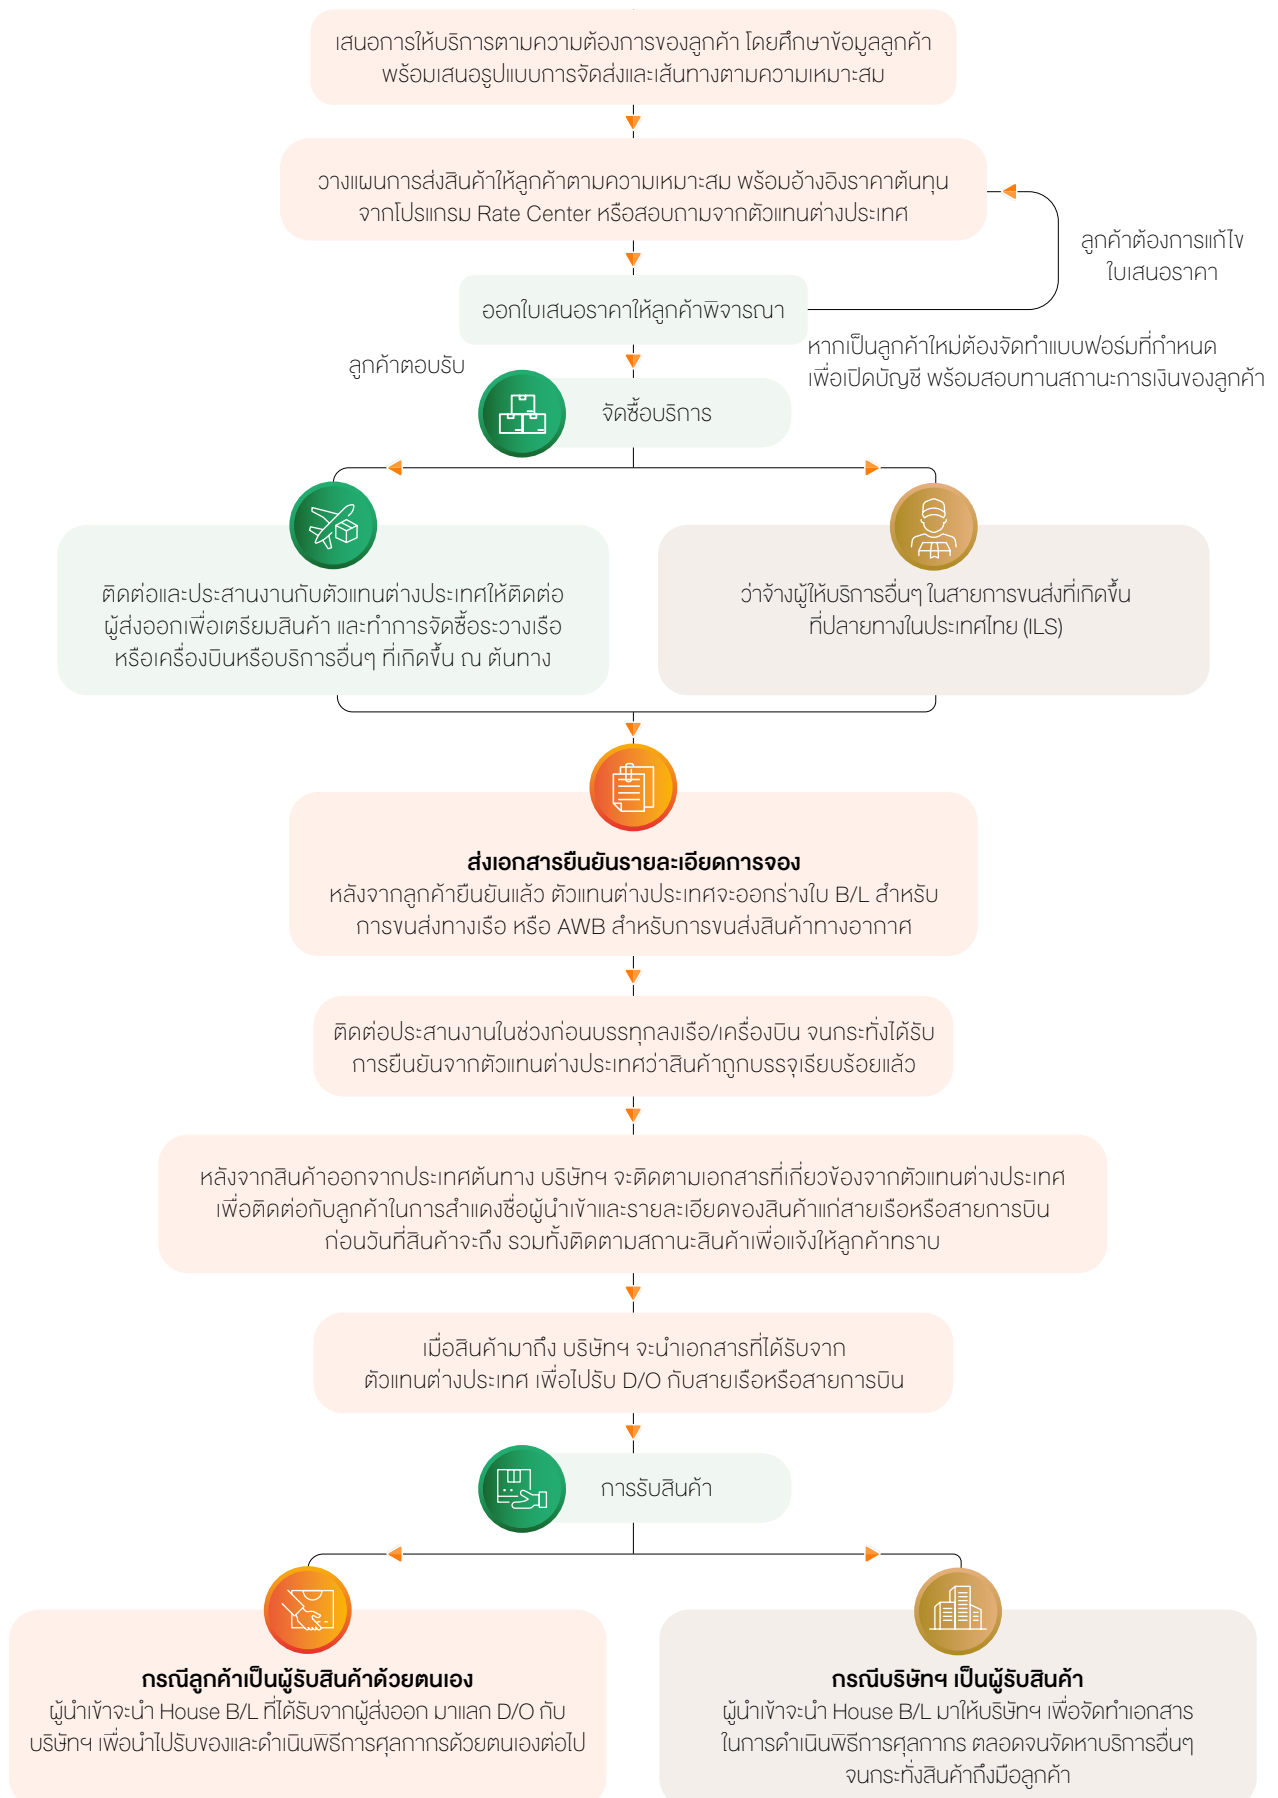 เสนอการให้บริการตามความต้องการของลูกค้า โดยศึกษาข้อมูลลูกค้า
พร้อมเสนอรูปแบบการจัดส่งและเส้นทางตามความเหมาะสม
วางแผนการส่งสินค้าให้ลูกค้าตามความเหมาะสม พร้อมอ้างอิงราคาต้นทุน
จากโปรแกรม Rate Center หรือสอบถามจากตัวแทนต่างประเทศ
ลูกค้าต้องการแก้ไข
ใบเสนอราคา
ออกใบเสนอราคาให้ลูกค้าพิจารณา
ลูกค้าตอบรับ
หากเป็นลูกค้าใหม่ต้องจัดทำแบบฟอร์มที่กำหนด
เพื่อเปิดบัญชี พร้อมสอบทานสถานะการเงินของลูกค้า
จัดซื้อบริการ
ติดต่อและประสานงานกับตัวแทนต่างประเทศให้ติดต่อ
ผู้ส่งออกเพื่อเตรียมสินค้า และทำการจัดซื้อระวางเรือ
หรือเครื่องบินหรือบริการอื่นๆ ที่เกิดขึ้น ณ ต้นทาง
ว่าจ้างผู้ให้บริการอื่นๆ ในสายการขนส่งที่เกิดขึ้น
ที่ปลายทางในประเทศไทย (ILS)
ส่งเอกสารยืนยันรายละเอียดการจอง
หลังจากลูกค้ายืนยันแล้ว ตัวแทนต่างประเทศจะออกร่างใบ B/L สำหรับ
การขนส่งทางเรือ หรือ AWB สำหรับการขนส่งสินค้าทางอากาศ
ติดต่อประสานงานในช่วงก่อนบรรทุกลงเรือ/เครื่องบิน จนกระทั่งได้รับ
การยืนยันจากตัวแทนต่างประเทศว่าสินค้าถูกบรรจุเรียบร้อยแล้ว
หลังจากสินค้าออกจากประเทศต้นทาง บริษัทฯ จะติดตามเอกสารที่เกี่ยวข้องจากตัวแทนต่างประเทศ
เพื่อติดต่อกับลูกค้าในการสำแดงชื่อผู้นำเข้าและรายละเอียดของสินค้าแก่สายเรือหรือสายการบิน
ก่อนวันที่สินค้าจะถึง รวมทั้งติดตามสถานะสินค้าเพื่อแจ้งให้ลูกค้าทราบ
เมื่อสินค้ามาถึง บริษัทฯ จะนำเอกสารที่ได้รับจาก
ตัวแทนต่างประเทศ เพื่อไปรับ D/O กับสายเรือหรือสายการบิน
การรับสินค้า
กรณีลูกค้าเป็นผู้รับสินค้าด้วยตนเอง
ผู้นำเข้าจะนำ House B/L ที่ได้รับจากผู้ส่งออก มาแลก D/O กับ
บริษัทฯ เพื่อนำไปรับของและดำเนินพิธีการศุลกากรด้วยตนเองต่อไป
กรณีบริษัทฯ เป็นผู้รับสินค้า
ผู้นำเข้าจะนำ House B/L มาให้บริษัทฯ เพื่อจัดทำเอกสาร
ในการดำเนินพิธีการศุลกากร ตลอดจนจัดหาบริการอื่นๆ
จนกระทั่งสินค้าถึงมือลูกค้า